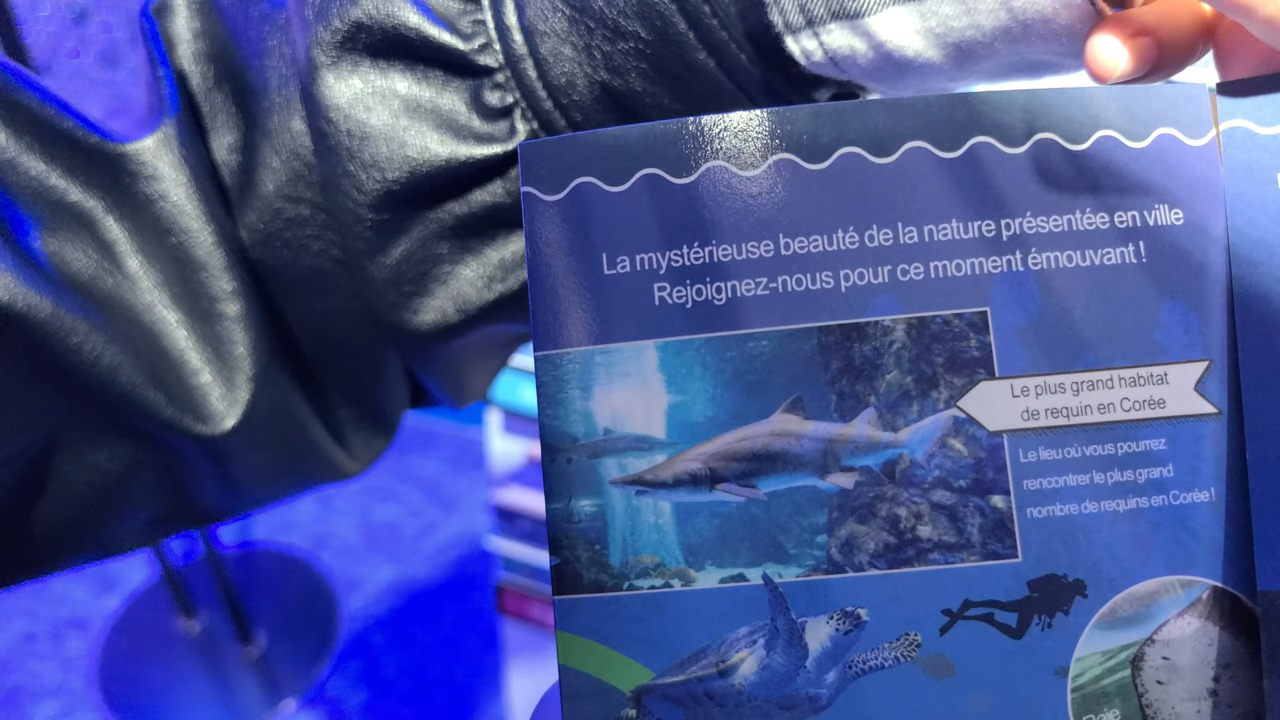 La mystérieuse beauté de la nature présentée en ville
Rejoignez-nous pour ce moment émouvant !
Le plus grand habitat
de requin en Corée
Le lieu où vous pourrez
rencontrer le plus grand
nombre de requins en Corée !
Raie